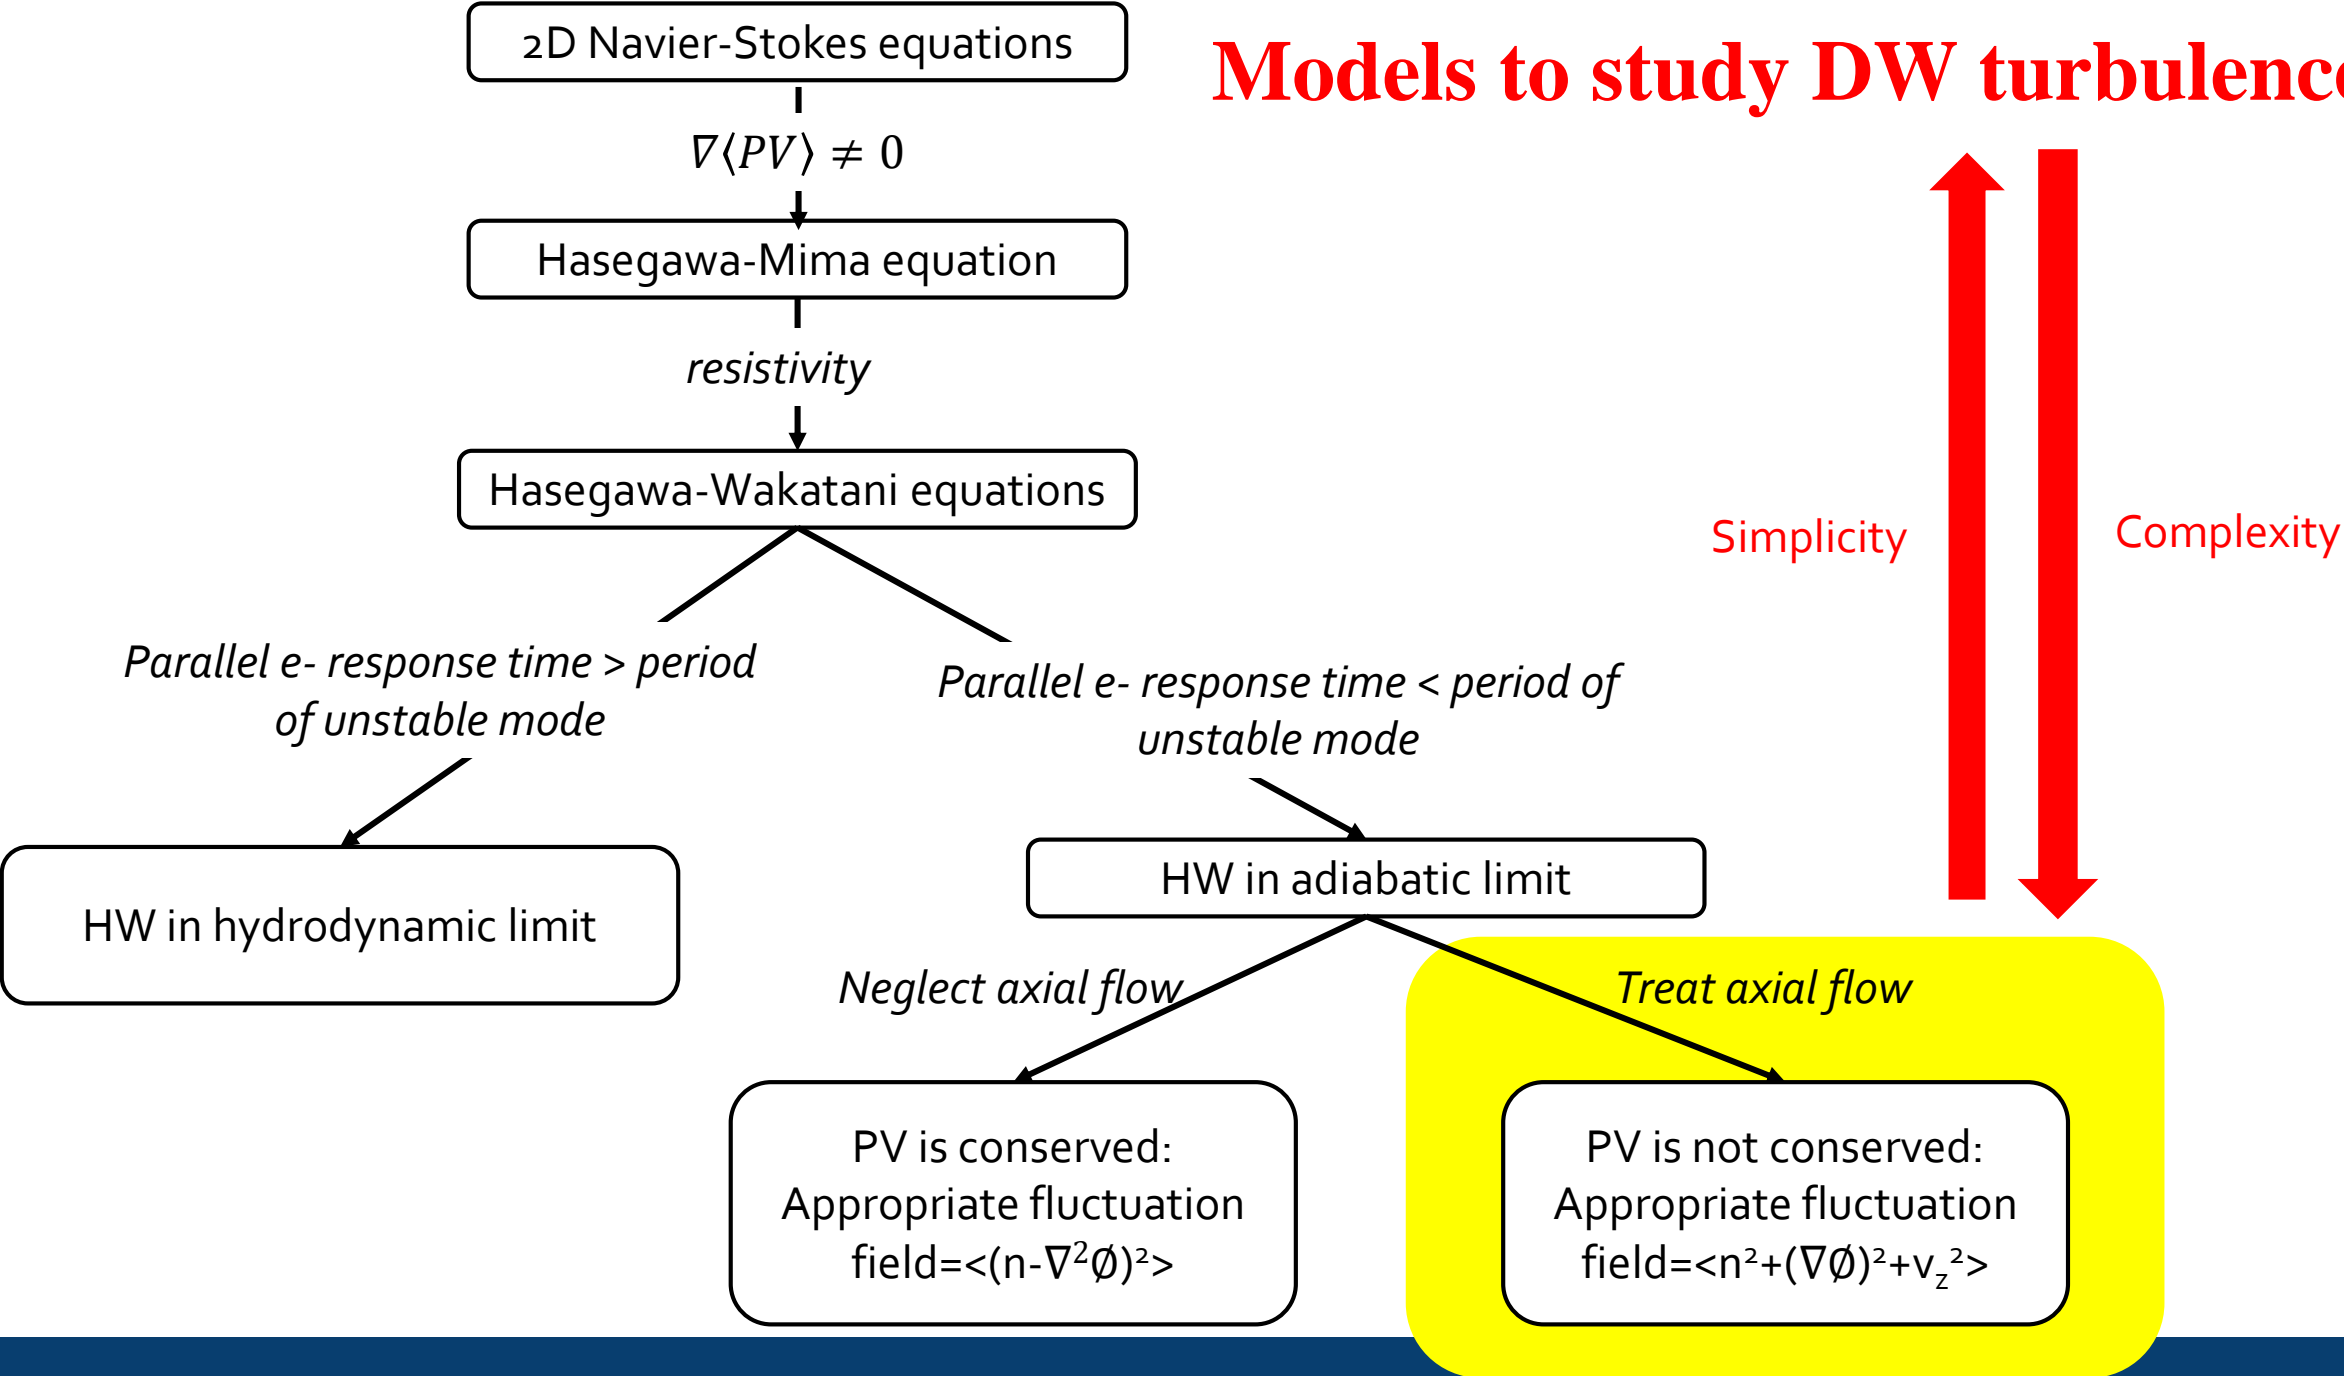 2D Navier-Stokes equations
Models to study DW turbulence
∇⟨PV⟩ ≠ 0
Hasegawa-Mima equation
resistivity
Hasegawa-Wakatani equations
Simplicity
Complexity
Parallel e- response time > period
of unstable mode
Parallel e- response time < period of
unstable mode
HW in hydrodynamic limit
HW in adiabatic limit
Neglect axial flow
Treat axial flow
PV is conserved:
Appropriate fluctuation
field=<(n-∇²Ø)²>
PV is not conserved:
Appropriate fluctuation
field=<n²+(∇Ø)²+v_z²>